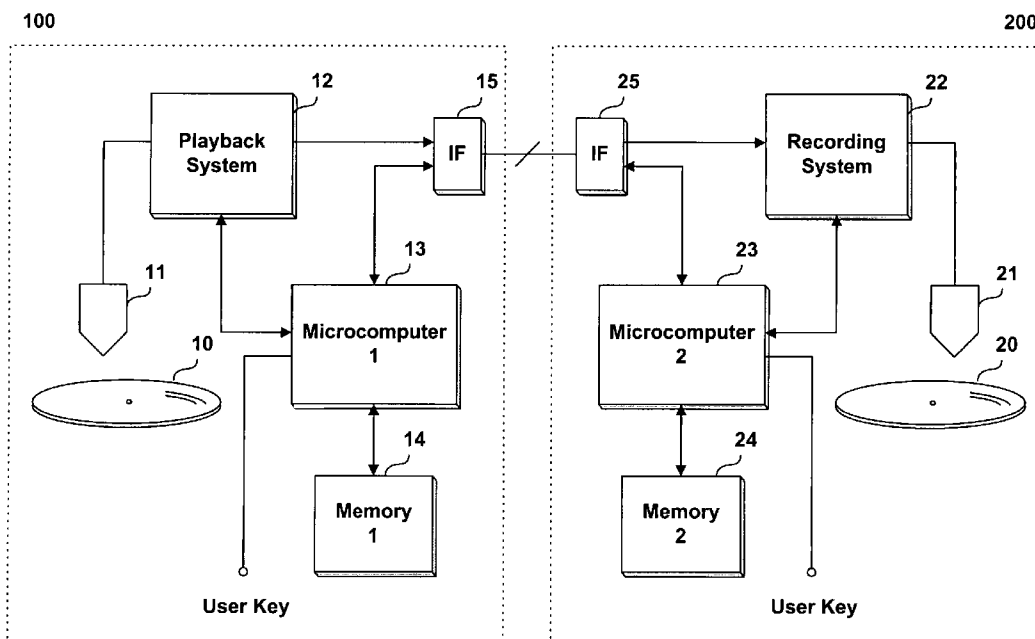 100
200
12
15
25
22
Playback
System
IF
IF
Recording
System
11
13
23
21
10
Microcomputer
1
Microcomputer
2
20
14
24
Memory
1
Memory
2
User Key
User Key